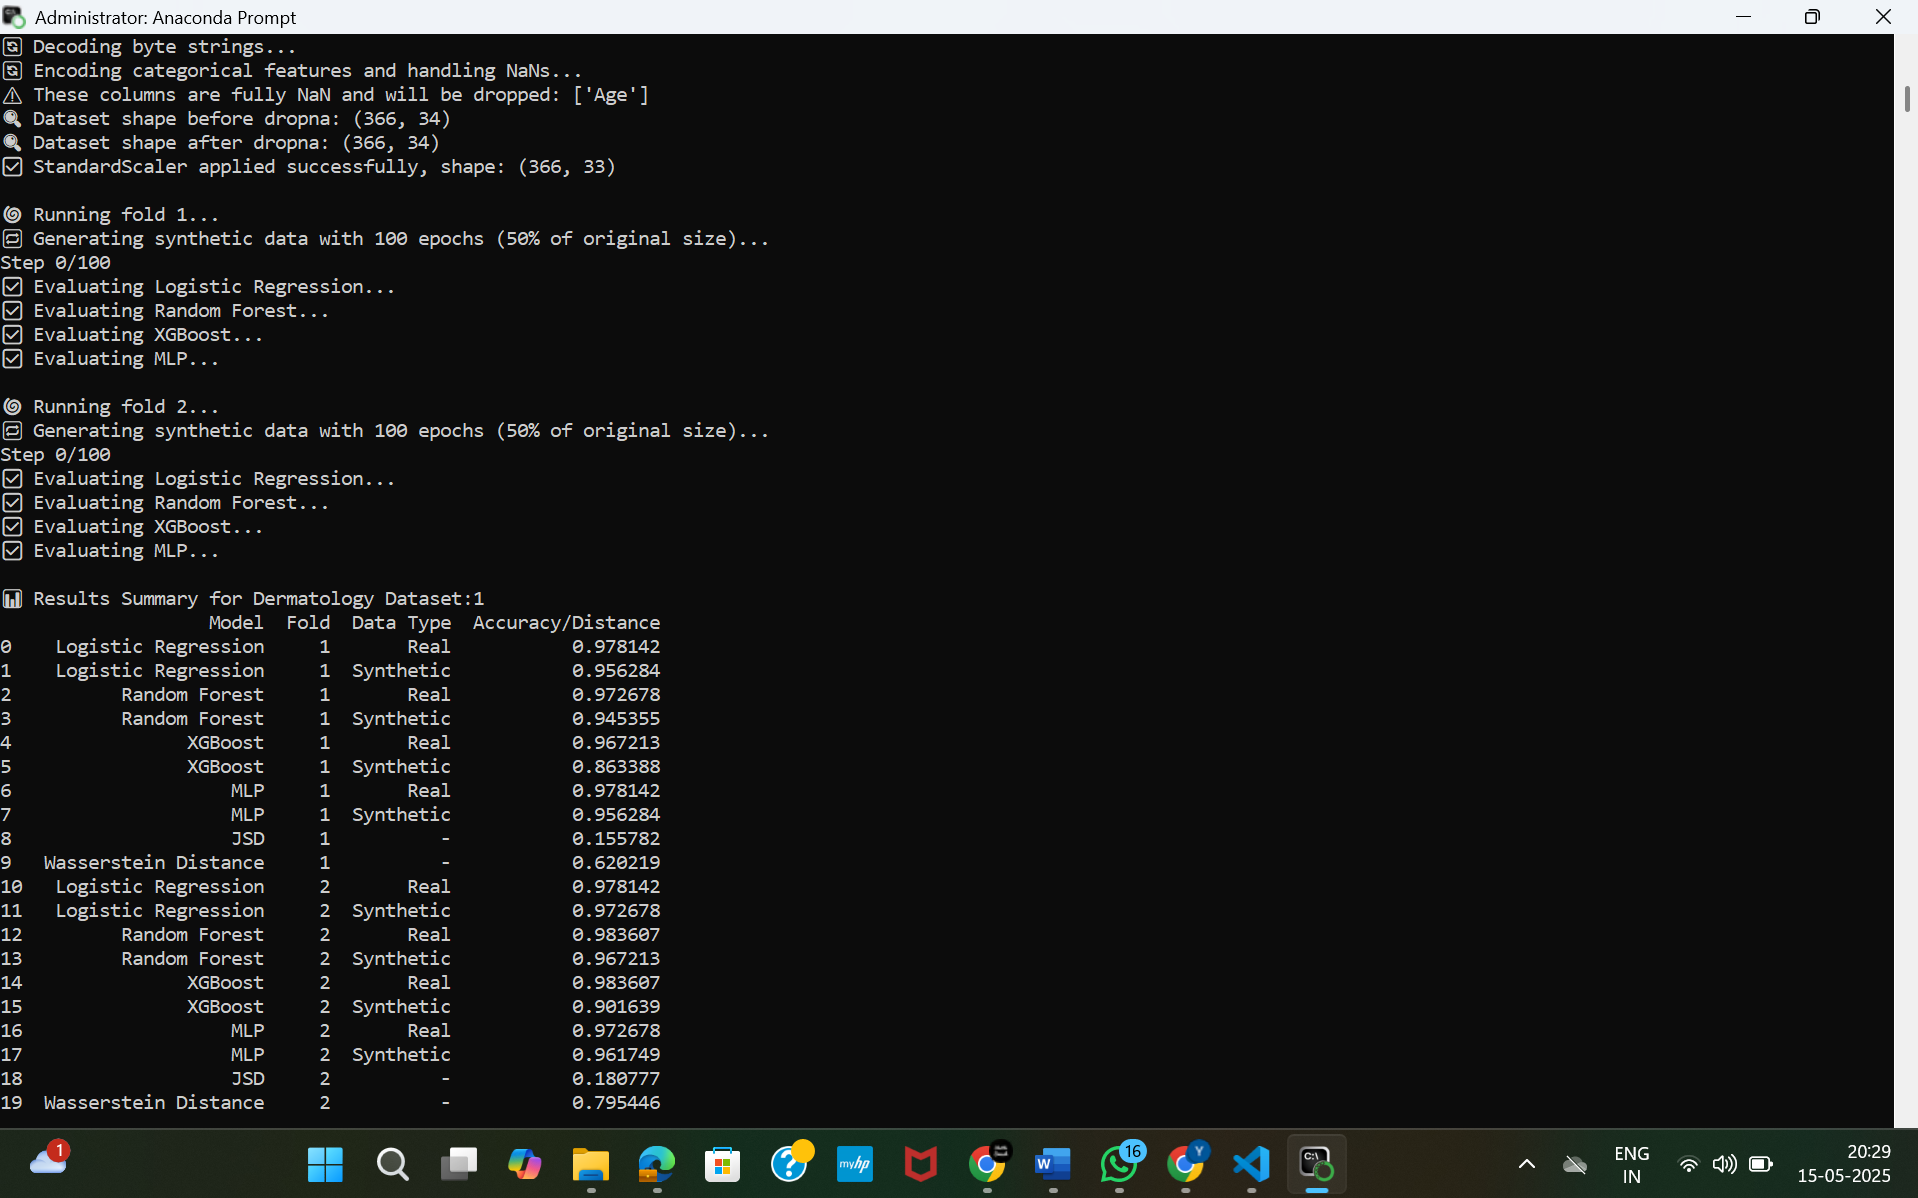 Administrator: Anaconda Prompt
Decoding byte strings...
Encoding categorical features and handling NaNs...
These columns are fully NaN and will be dropped: ['Age']
Dataset shape before dropna: (366, 34)
Dataset shape after dropna: (366, 34)
StandardScaler applied successfully, shape: (366, 33)
Running fold 1...
Generating synthetic data with 100 epochs (50% of original size)...
Step 0/100
Evaluating Logistic Regression...
Evaluating Random Forest...
Evaluating XGBoost...
Evaluating MLP...
Running fold 2...
Generating synthetic data with 100 epochs (50% of original size)...
Step 0/100
Evaluating Logistic Regression...
Evaluating Random Forest...
Evaluating XGBoost...
Evaluating MLP...
Results Summary for Dermatology Dataset:1
Model Fold Data Type Accuracy/Distance
0 Logistic Regression 1 Real 0.978142
1 Logistic Regression 1 Synthetic 0.956284
2 Random Forest 1 Real 0.972678
3 Random Forest 1 Synthetic 0.945355
4 XGBoost 1 Real 0.967213
5 XGBoost 1 Synthetic 0.863388
6 MLP 1 Real 0.978142
7 MLP 1 Synthetic 0.956284
8 JSD 1 - 0.155782
9 Wasserstein Distance 1 - 0.620219
10 Logistic Regression 2 Real 0.978142
11 Logistic Regression 2 Synthetic 0.972678
12 Random Forest 2 Real 0.983607
13 Random Forest 2 Synthetic 0.967213
14 XGBoost 2 Real 0.983607
15 XGBoost 2 Synthetic 0.901639
16 MLP 2 Real 0.972678
17 MLP 2 Synthetic 0.961749
18 JSD 2 - 0.180777
19 Wasserstein Distance 2 - 0.795446
1
myhp
W
16
Y
C:\
ENG
IN
20:29
15-05-2025